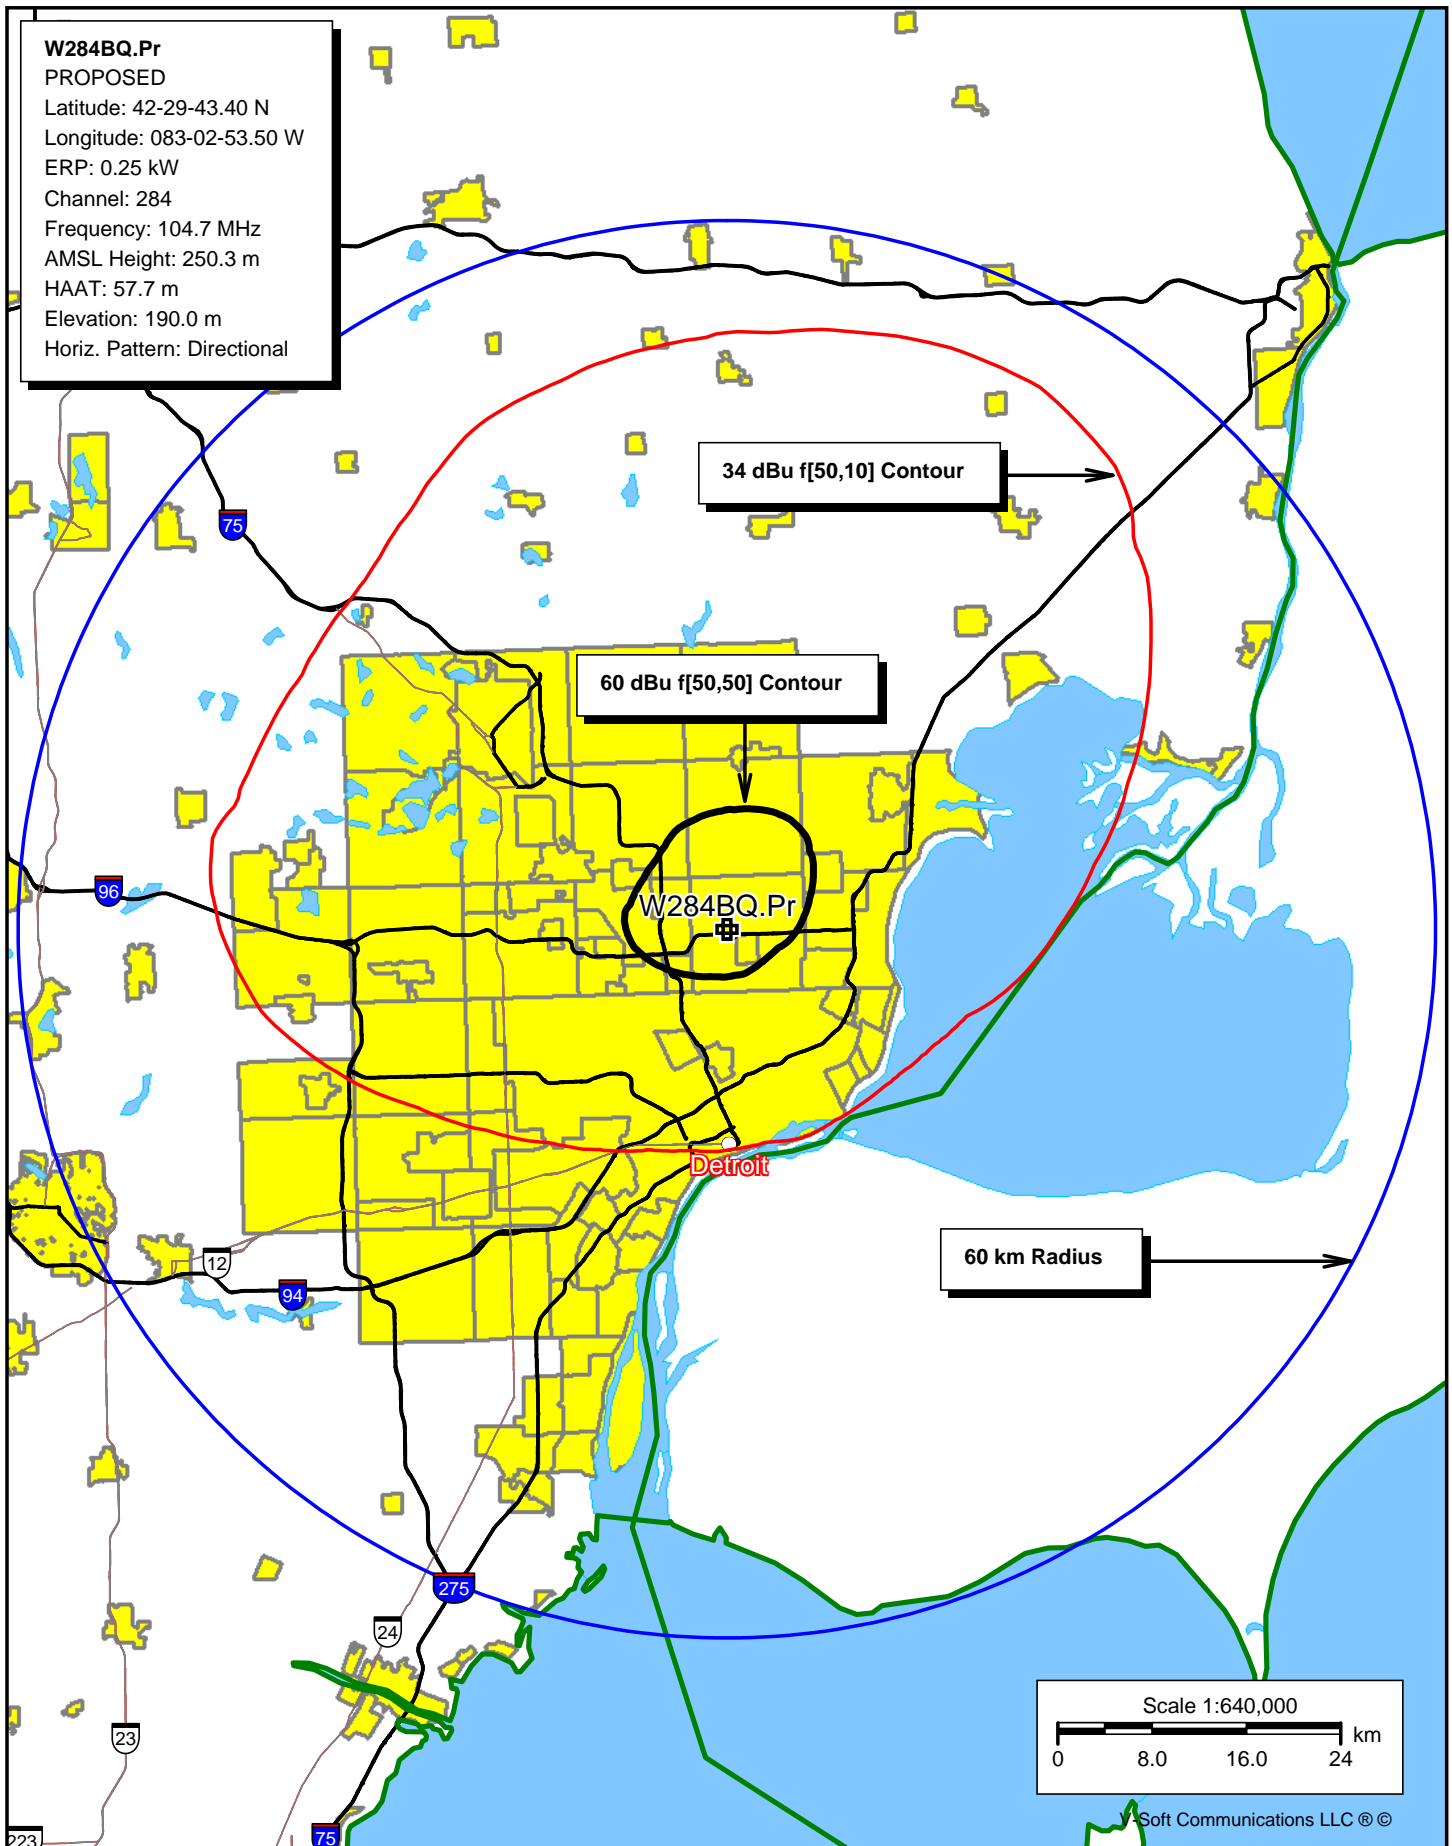 W284BQ.Pr
PROPOSED
Latitude: 42-29-43.40 N
Longitude: 083-02-53.50 W
ERP: 0.25 kW
Channel: 284
Frequency: 104.7 MHz
AMSL Height: 250.3 m
HAAT: 57.7 m
Elevation: 190.0 m
Horiz. Pattern: Directional
34 dBu f[50,10] Contour
75
60 dBu f[50,50] Contour
96
W284BQ.Pr
Detroit
60 km Radius
12
94
275
24
23
Scale 1:640,000
km
0 8.0 16.0 24
V-Soft Communications LLC ® ©
223
75